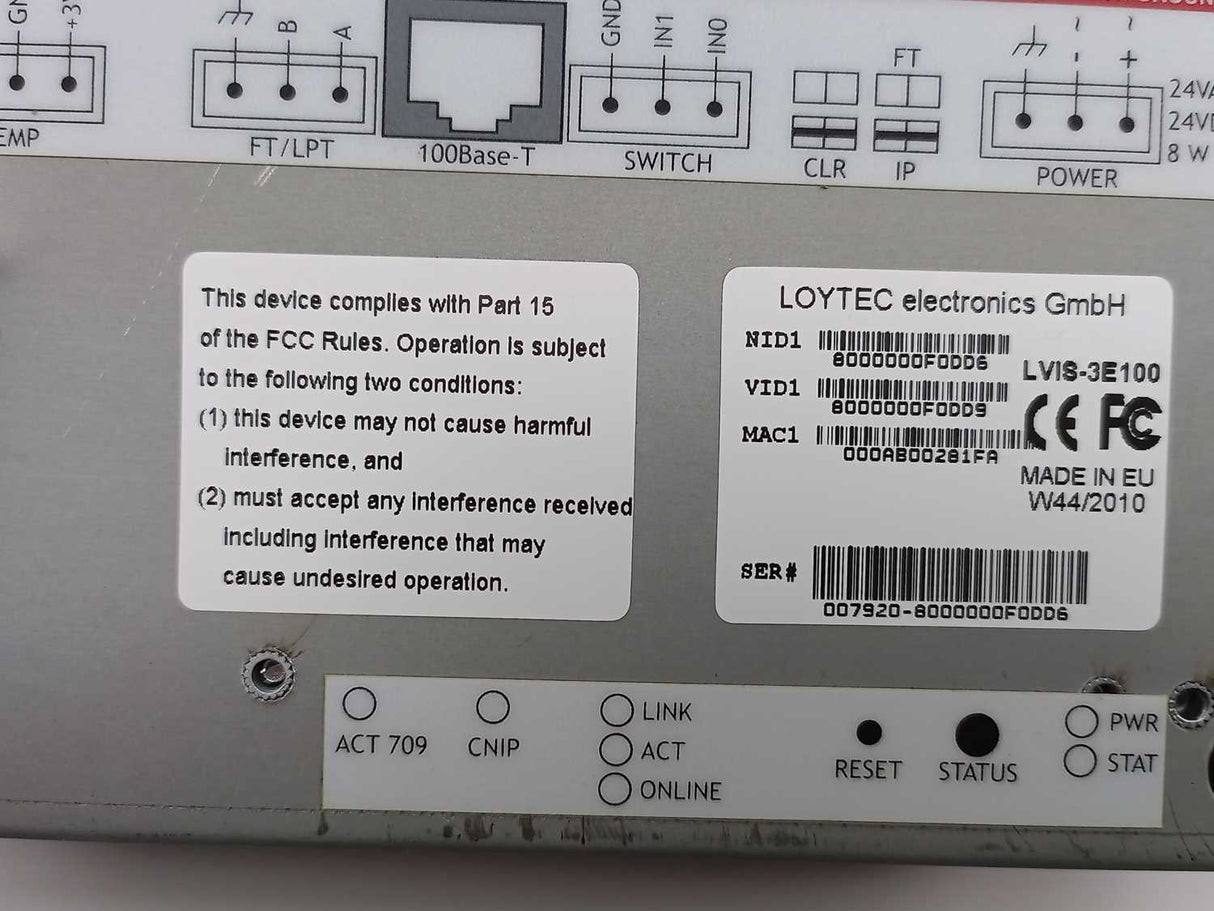 B
A
GND
IN1
IN0
FT
24VD
8 W
FT/LPT
100Base-T
SWITCH
CLR
IP
POWER
This device complies with Part 15
of the FCC Rules. Operation is subject
to the following two conditions:
(1) this device may not cause harmful
interference, and
(2) must accept any interference received
including interference that may
cause undesired operation.
LOYTEC electronics GmbH
NID1
8000000F0DD6
LVIS-3E100
VID1
8000000F0DD9
CE FC
MAC1
000AB00281FA
MADE IN EU
W44/2010
SER#
007920-8000000F0DD6
ACT 709
CNIP
LINK
ACT
ONLINE
RESET
STATUS
PWR
STAT